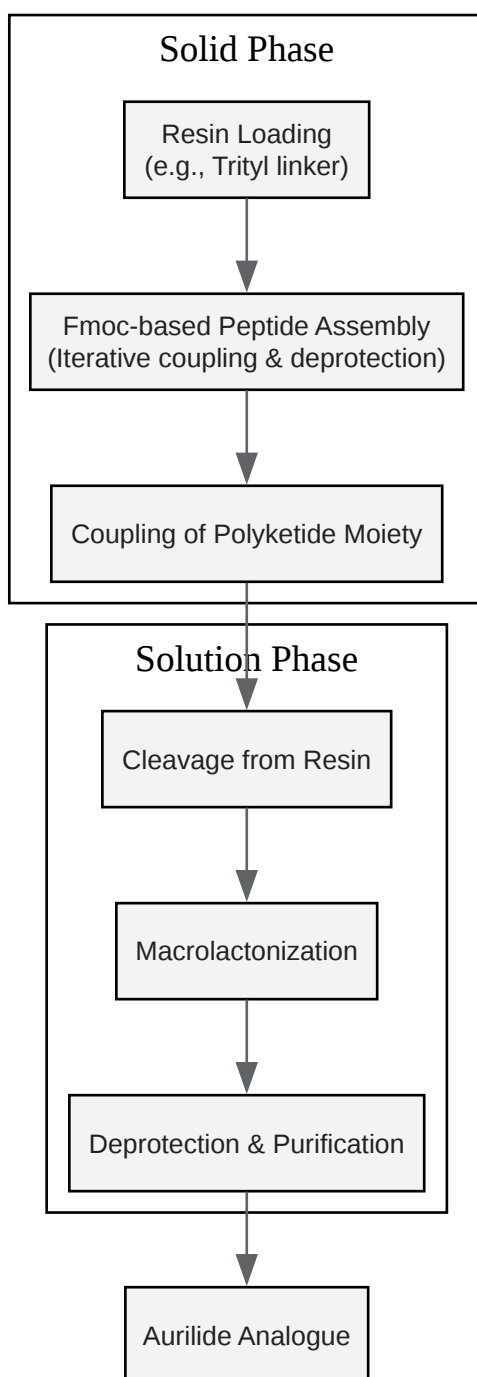 Solid Phase
Resin Loading
(e.g., Trityl linker)
Fmoc-based Peptide Assembly
(Iterative coupling & deprotection)
Coupling of Polyketide Moiety
Solution Phase
Cleavage from Resin
Macrolactonization
Deprotection & Purification
Aurilide Analogue